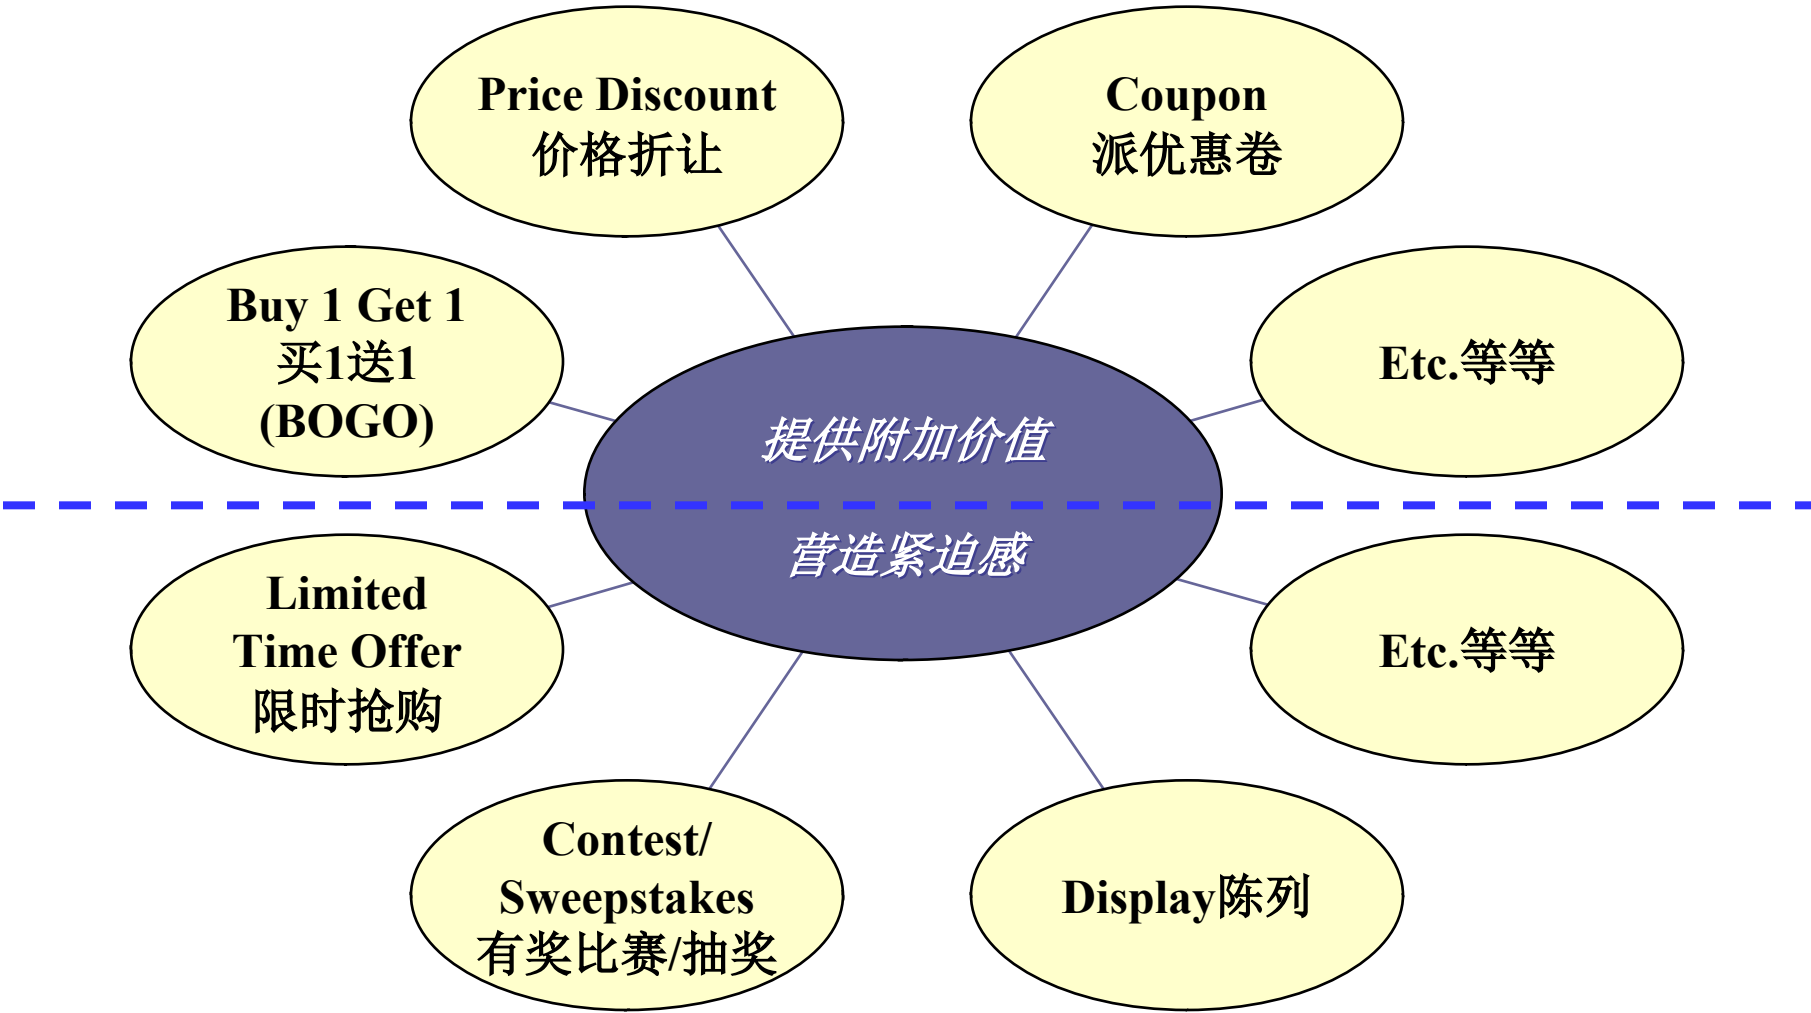 Price Discount
价格折让
Coupon
派优惠卷
Buy 1 Get 1
买1送1
(BOGO)
Etc.等等
提供附加价值
营造紧迫感
Limited
Time Offer
限时抢购
Etc.等等
Contest/
Sweepstakes
有奖比赛/抽奖
Display陈列